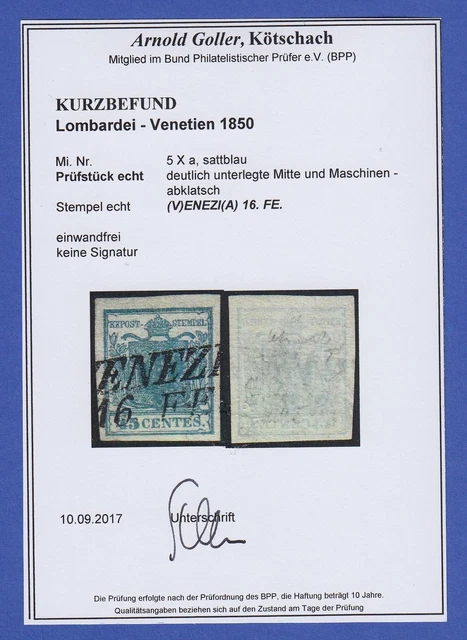 Arnold Goller, Kötschach
Mitglied im Bund Philatelistischer Prüfer e.V. (BPP)
KURZBEFUND
Lombardei - Venetien 1850
Mi. Nr. 5 X a, sattblau
Prüfstück echt deutlich unterlegte Mitte und Maschinen -
abklatsch
Stempel echt (V)ENEZI(A) 16. FE.
einwandfrei
keine Signatur
KEPOST-STEMPEL
VENEZI
16 FE
25 CENTES.
10.09.2017 Unterschrift
Die Prüfung erfolgte nach der Prüfordnung des BPP, die Haftung beträgt 10 Jahre.
Qualitätsangaben beziehen sich auf den Zustand am Tage der Prüfung